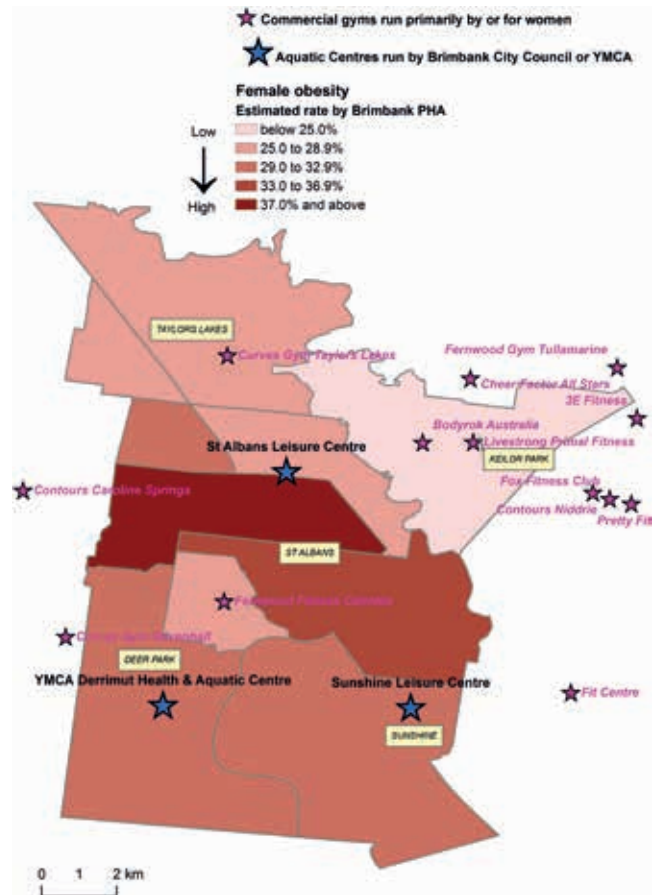 Commercial gyms run primarily by or for women
Aquatic Centres run by Brimbank City Council or YMCA
Female obesity
Estimated rate by Brimbank PHA
Low
High
below 25.0%
25.0 to 28.9%
29.0 to 32.9%
33.0 to 36.9%
37.0% and above
TAYLORS LAKES
Curves Gym Taylors Lakes
Fernwood Gym Tullamarine
Cheer Factor All Stars
3E Fitness
Bodyrok Australia
St Albans Leisure Centre
Livestrong Primal Fitness
KEILOR PARK
Contours Caroline Springs
Fox Fitness Club
Contours Niddrie
Pretty Fit
ST ALBANS
Fernwood Fitness
DEER PARK
YMCA Derrimut Health & Aquatic Centre
Sunshine Leisure Centre
Fit Centre
SUNSHINE
0 1 2 km